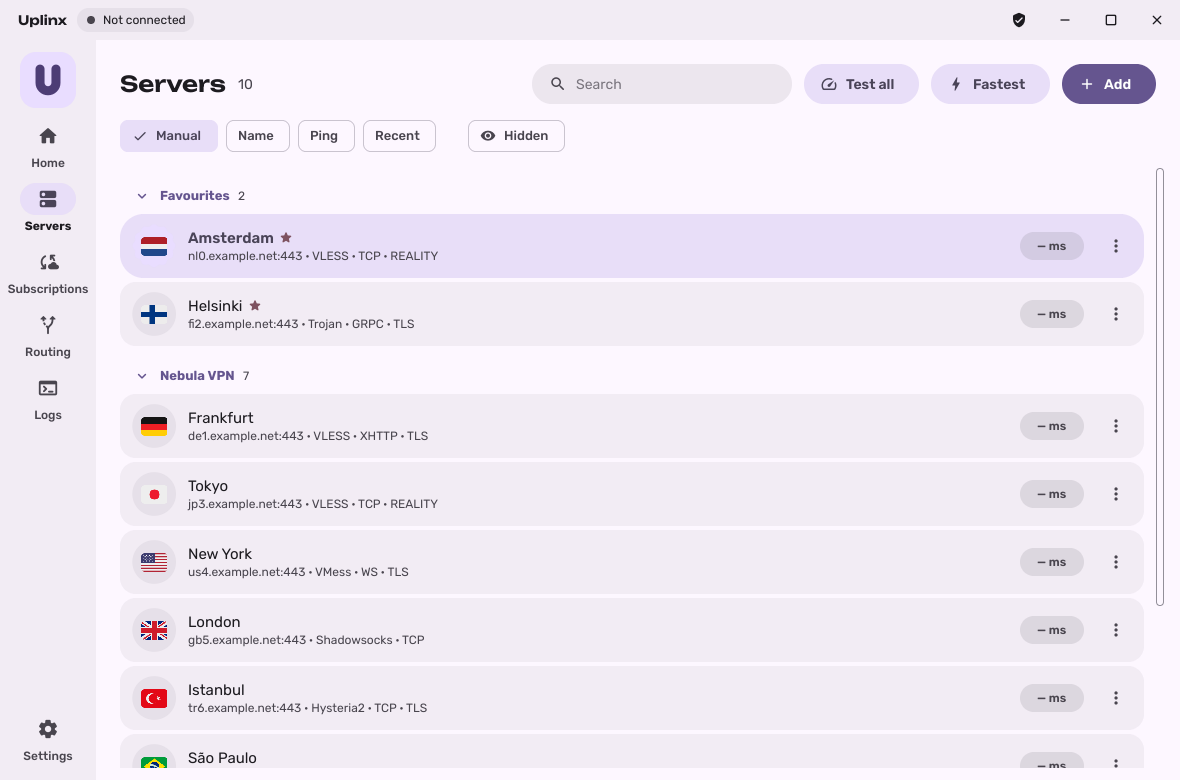 Uplinx
Not connected
U
Home
Servers
Subscriptions
Routing
Logs
Settings
Servers 10
Search
Test all
Fastest
Add
Manual
Name
Ping
Recent
Hidden
Favourites 2
Amsterdam
nl0.example.net:443 • VLESS • TCP • REALITY
– ms
Helsinki
fi2.example.net:443 • Trojan • GRPC • TLS
– ms
Nebula VPN 7
Frankfurt
de1.example.net:443 • VLESS • XHTTP • TLS
– ms
Tokyo
jp3.example.net:443 • VLESS • TCP • REALITY
– ms
New York
us4.example.net:443 • VMess • WS • TLS
– ms
London
gb5.example.net:443 • Shadowsocks • TCP
– ms
Istanbul
tr6.example.net:443 • Hysteria2 • TCP • TLS
– ms
São Paulo
– ms